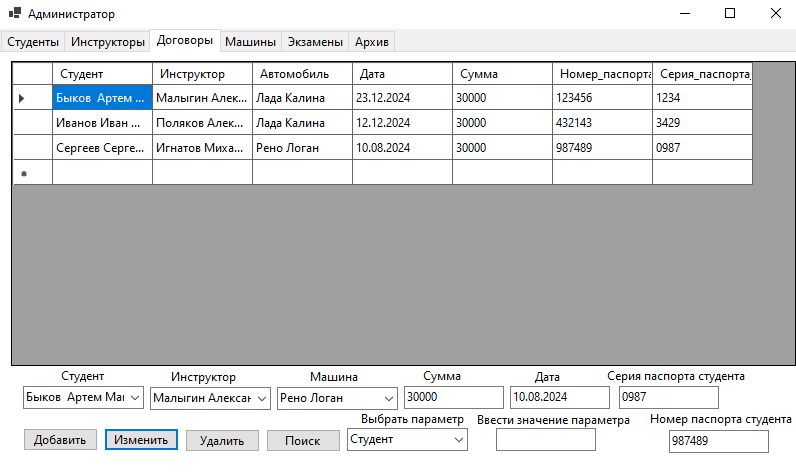 Администратор
Студенты Инструкторы Договоры Машины Экзамены Архив
Студент Инструктор Автомобиль Дата Сумма Номер_паспорта Серия_паспорта_
Быков Артем ... Малыгин Алек... Лада Калина 23.12.2024 30000 123456 1234
Иванов Иван ... Поляков Алек... Лада Калина 12.12.2024 30000 432143 3429
Сергеев Серге... Игнатов Миха... Рено Логан 10.08.2024 30000 987489 0987
Студент Инструктор Машина Сумма Дата Серия паспорта студента
Быков Артем Ма Малыгин Алексан Рено Логан 30000 10.08.2024 0987
Выбрать параметр Ввести значение параметра Номер паспорта студента
Добавить Изменить Удалить Поиск Студент 987489